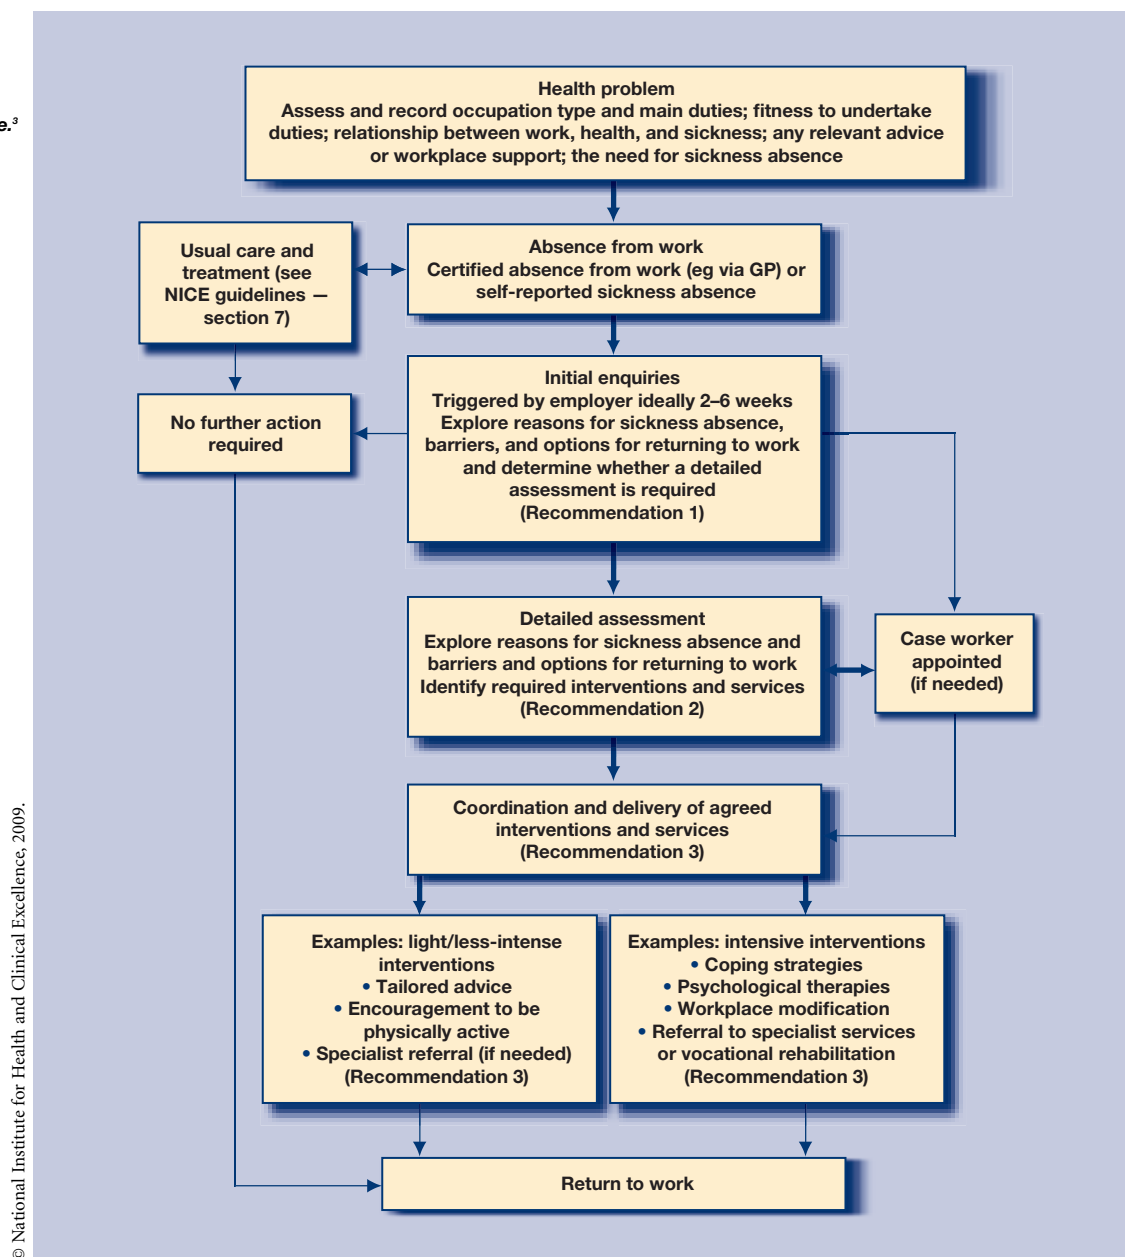 e.³
Health problem
Assess and record occupation type and main duties; fitness to undertake
duties; relationship between work, health, and sickness; any relevant advice
or workplace support; the need for sickness absence
Usual care and
treatment (see
NICE guidelines —
section 7)
Absence from work
Certified absence from work (eg via GP) or
self-reported sickness absence
No further action
required
Initial enquiries
Triggered by employer ideally 2–6 weeks
Explore reasons for sickness absence,
barriers, and options for returning to work
and determine whether a detailed
assessment is required
(Recommendation 1)
Detailed assessment
Explore reasons for sickness absence and
barriers and options for returning to work
Identify required interventions and services
(Recommendation 2)
Case worker
appointed
(if needed)
Coordination and delivery of agreed
interventions and services
(Recommendation 3)
Examples: light/less-intense
interventions
• Tailored advice
• Encouragement to be
physically active
• Specialist referral (if needed)
(Recommendation 3)
Examples: intensive interventions
• Coping strategies
• Psychological therapies
• Workplace modification
• Referral to specialist services
or vocational rehabilitation
(Recommendation 3)
Return to work
© National Institute for Health and Clinical Excellence, 2009.